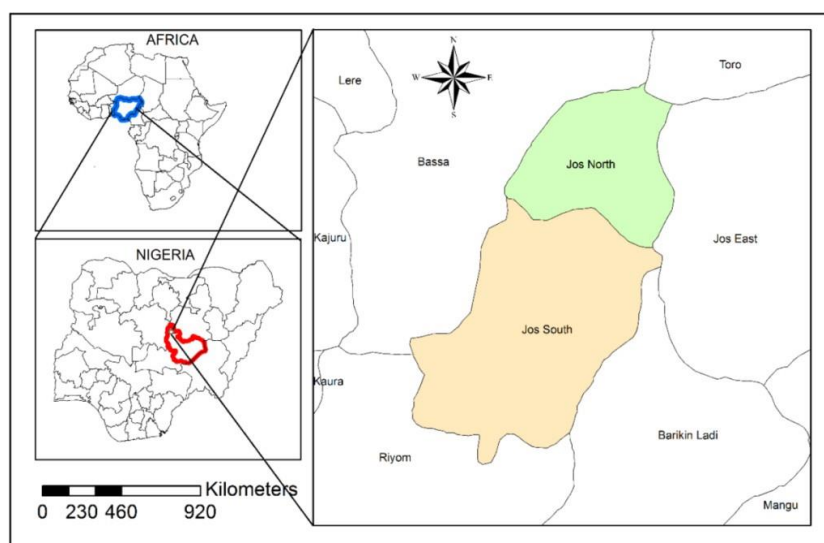 AFRICA
NIGERIA
Kilometers
0 230 460 920
N
W E
S
Lere
Toro
Bassa
Jos North
Kajuru
Jos East
Jos South
Kaura
Barikin Ladi
Riyom
Mangu